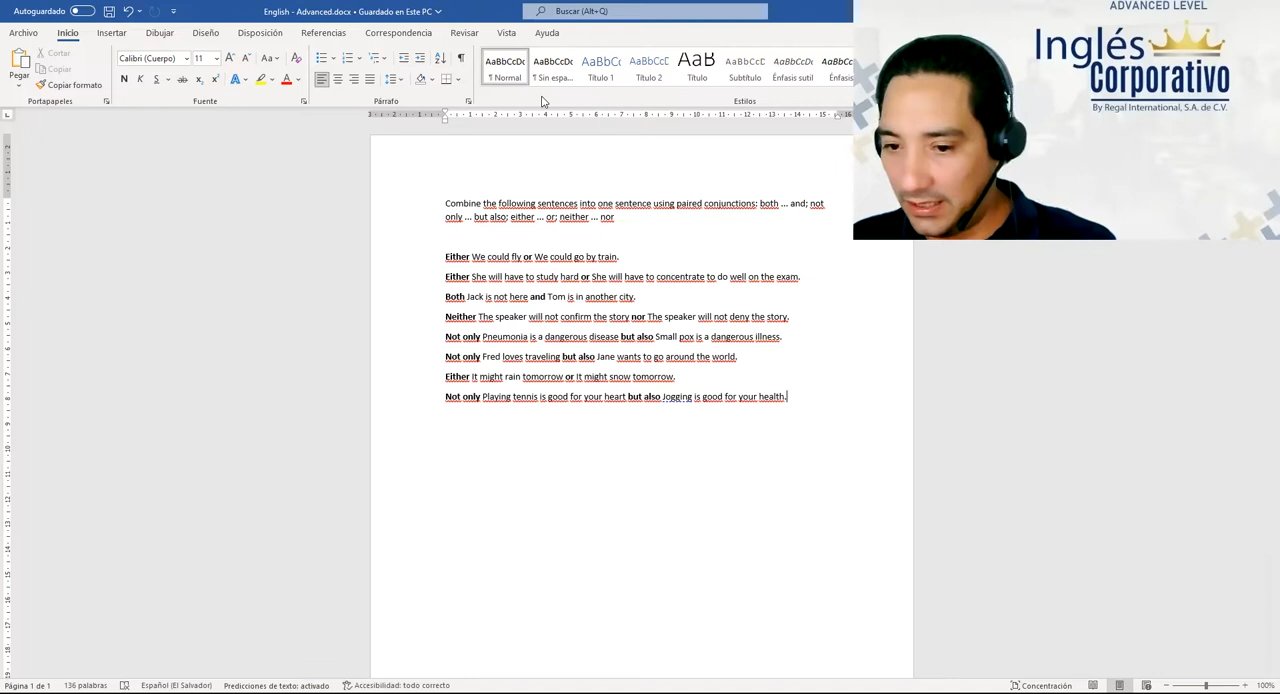 Autoguardado
English - Advanced.docx • Guardado en Este PC
Buscar (Alt+Q)
ADVANCED LEVEL
Inglés
Corporativo
By Regal International, S.A. de C.V.
Archivo Inicio Insertar Dibujar Diseño Disposición Referencias Correspondencia Revisar Vista Ayuda
Pegar
Cortar
Copiar
Copiar formato
Calibri (Cuerpo) 11
N K S
AaBbCcDc AaBbCcDc AaBbC AaBbCcD AaB AaBbCcD AaBbCcDc
¶ Normal ¶ Sin espa... Título 1 Título 2 Título Subtítulo Énfasis sutil Énfasis
Portapapeles Fuente Párrafo Estilos
Combine the following sentences into one sentence using paired conjunctions: both ... and; not
only ... but also; either ... or; neither ... nor
Either We could fly or We could go by train.
Either She will have to study hard or She will have to concentrate to do well on the exam.
Both Jack is not here and Tom is in another city.
Neither The speaker will not confirm the story nor The speaker will not deny the story.
Not only Pneumonia is a dangerous disease but also Small pox is a dangerous illness.
Not only Fred loves traveling but also Jane wants to go around the world.
Either It might rain tomorrow or It might snow tomorrow.
Not only Playing tennis is good for your heart but also Jogging is good for your health.
Página 1 de 1 136 palabras Español (El Salvador) Predicciones de texto: activado Accesibilidad: todo correcto Concentración 100%